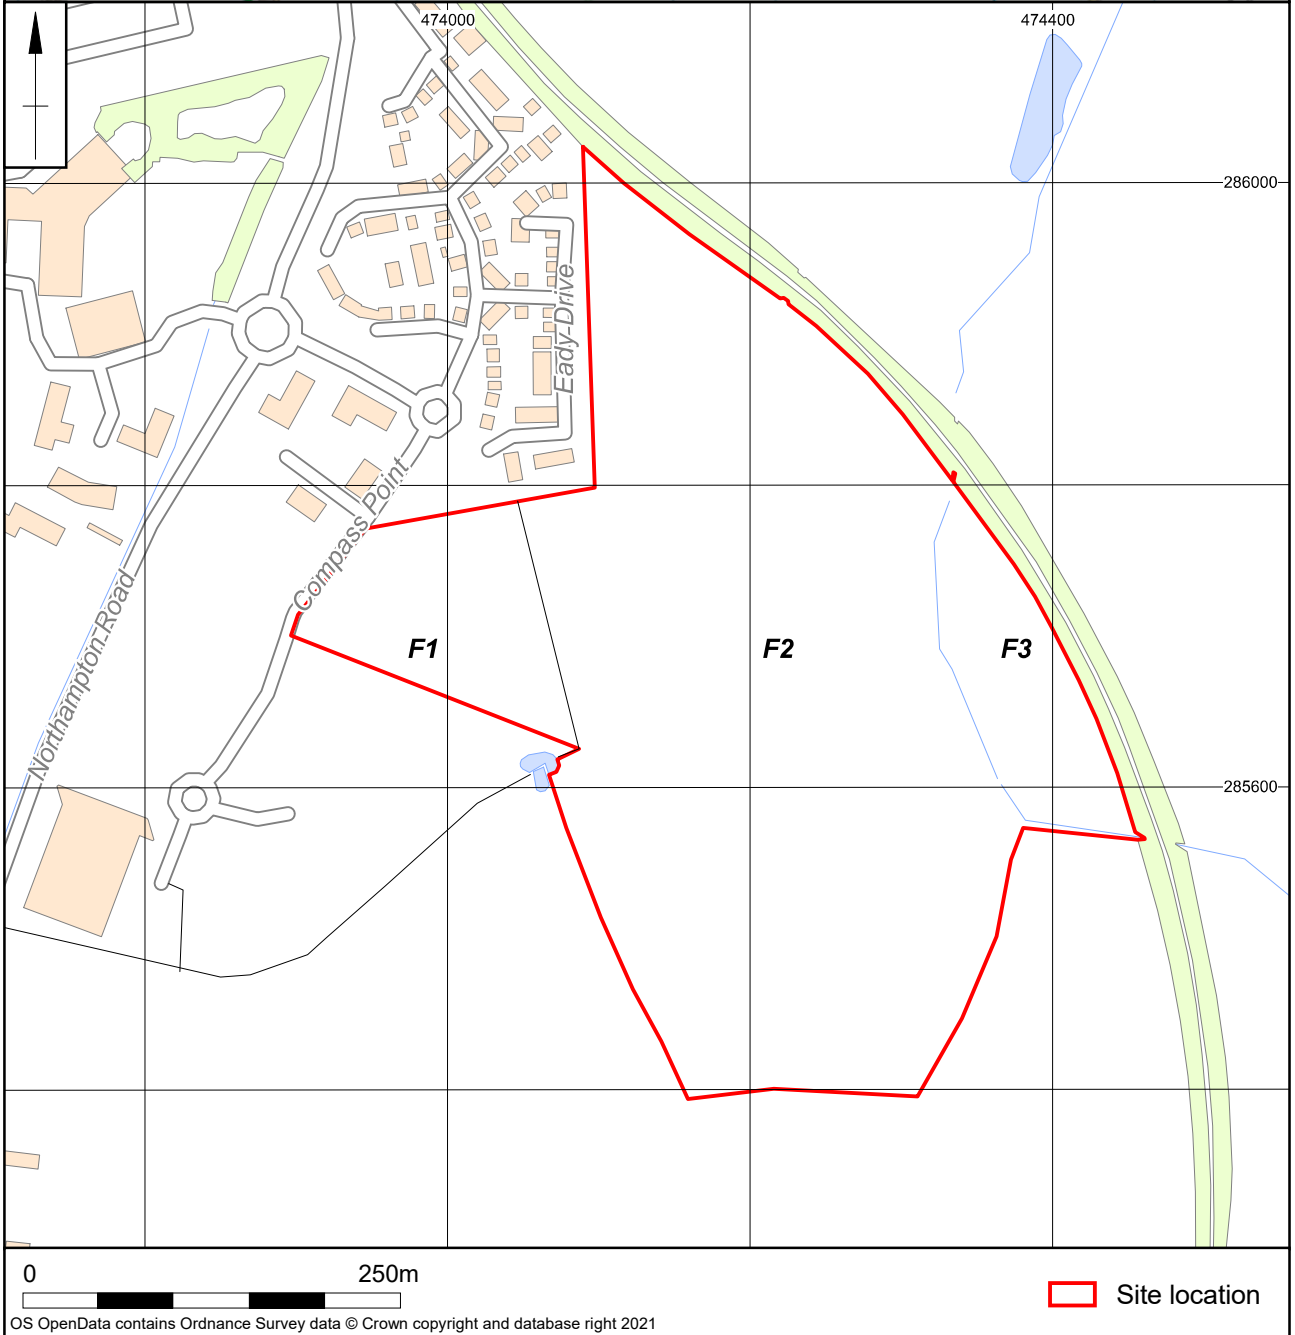 474000
474400
286000
Eady Drive
Compass Point
Northampton Road
F1
F2
F3
285600
0
250m
Site location
OS OpenData contains Ordnance Survey data © Crown copyright and database right 2021